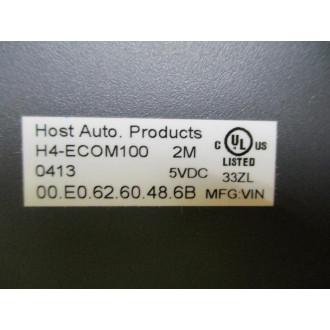 Host Auto. Products
H4-ECOM100 2M
0413 5VDC
00.E0.62.60.48.6B MFG:VIN
C UL US
LISTED
33ZL